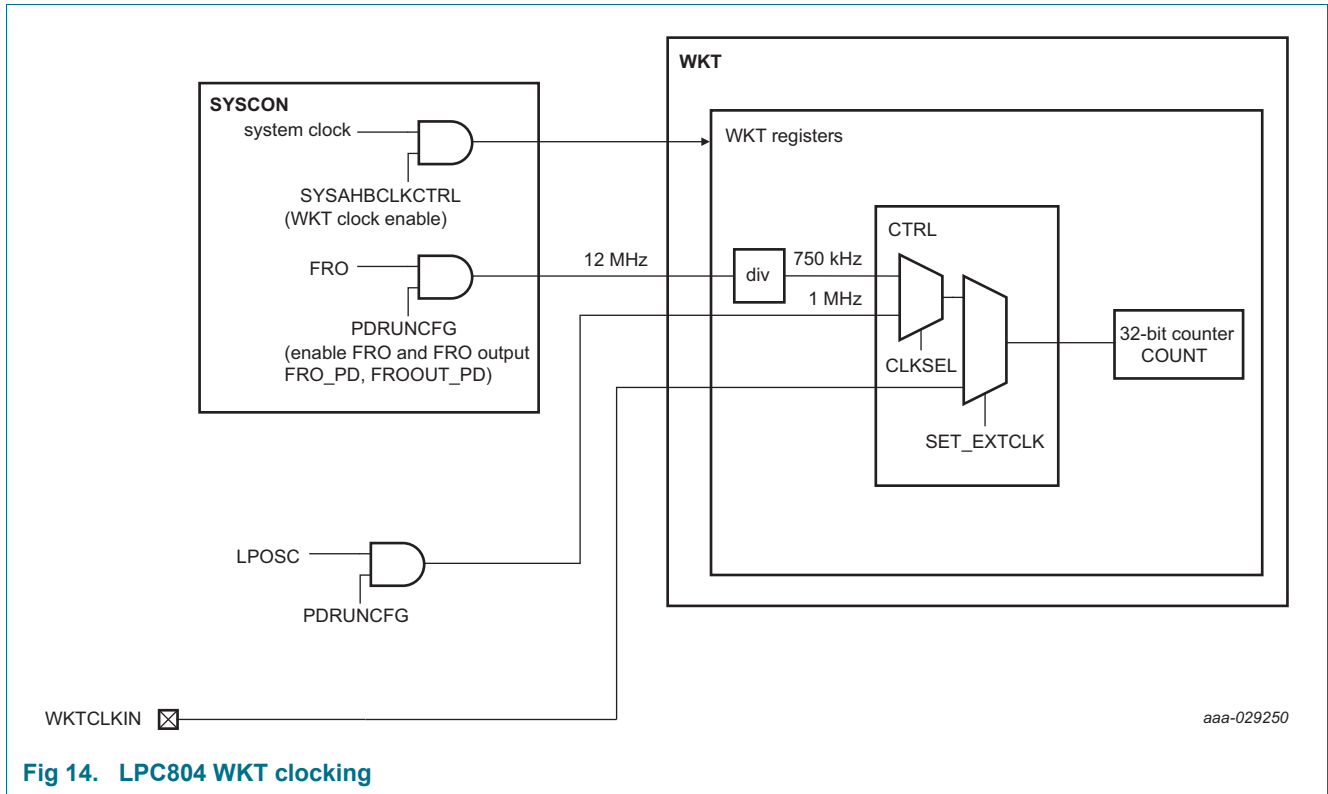 WKT
SYSCON
system clock
WKT registers
SYSAHBCLKCTRL
(WKT clock enable)
CTRL
FRO
12 MHz
div
750 kHz
1 MHz
PDRUNCFG
(enable FRO and FRO output
FRO_PD, FROOUT_PD)
CLKSEL
32-bit counter
COUNT
SET_EXTCLK
LPOSC
PDRUNCFG
WKTCLKIN
aaa-029250
Fig 14. LPC804 WKT clocking